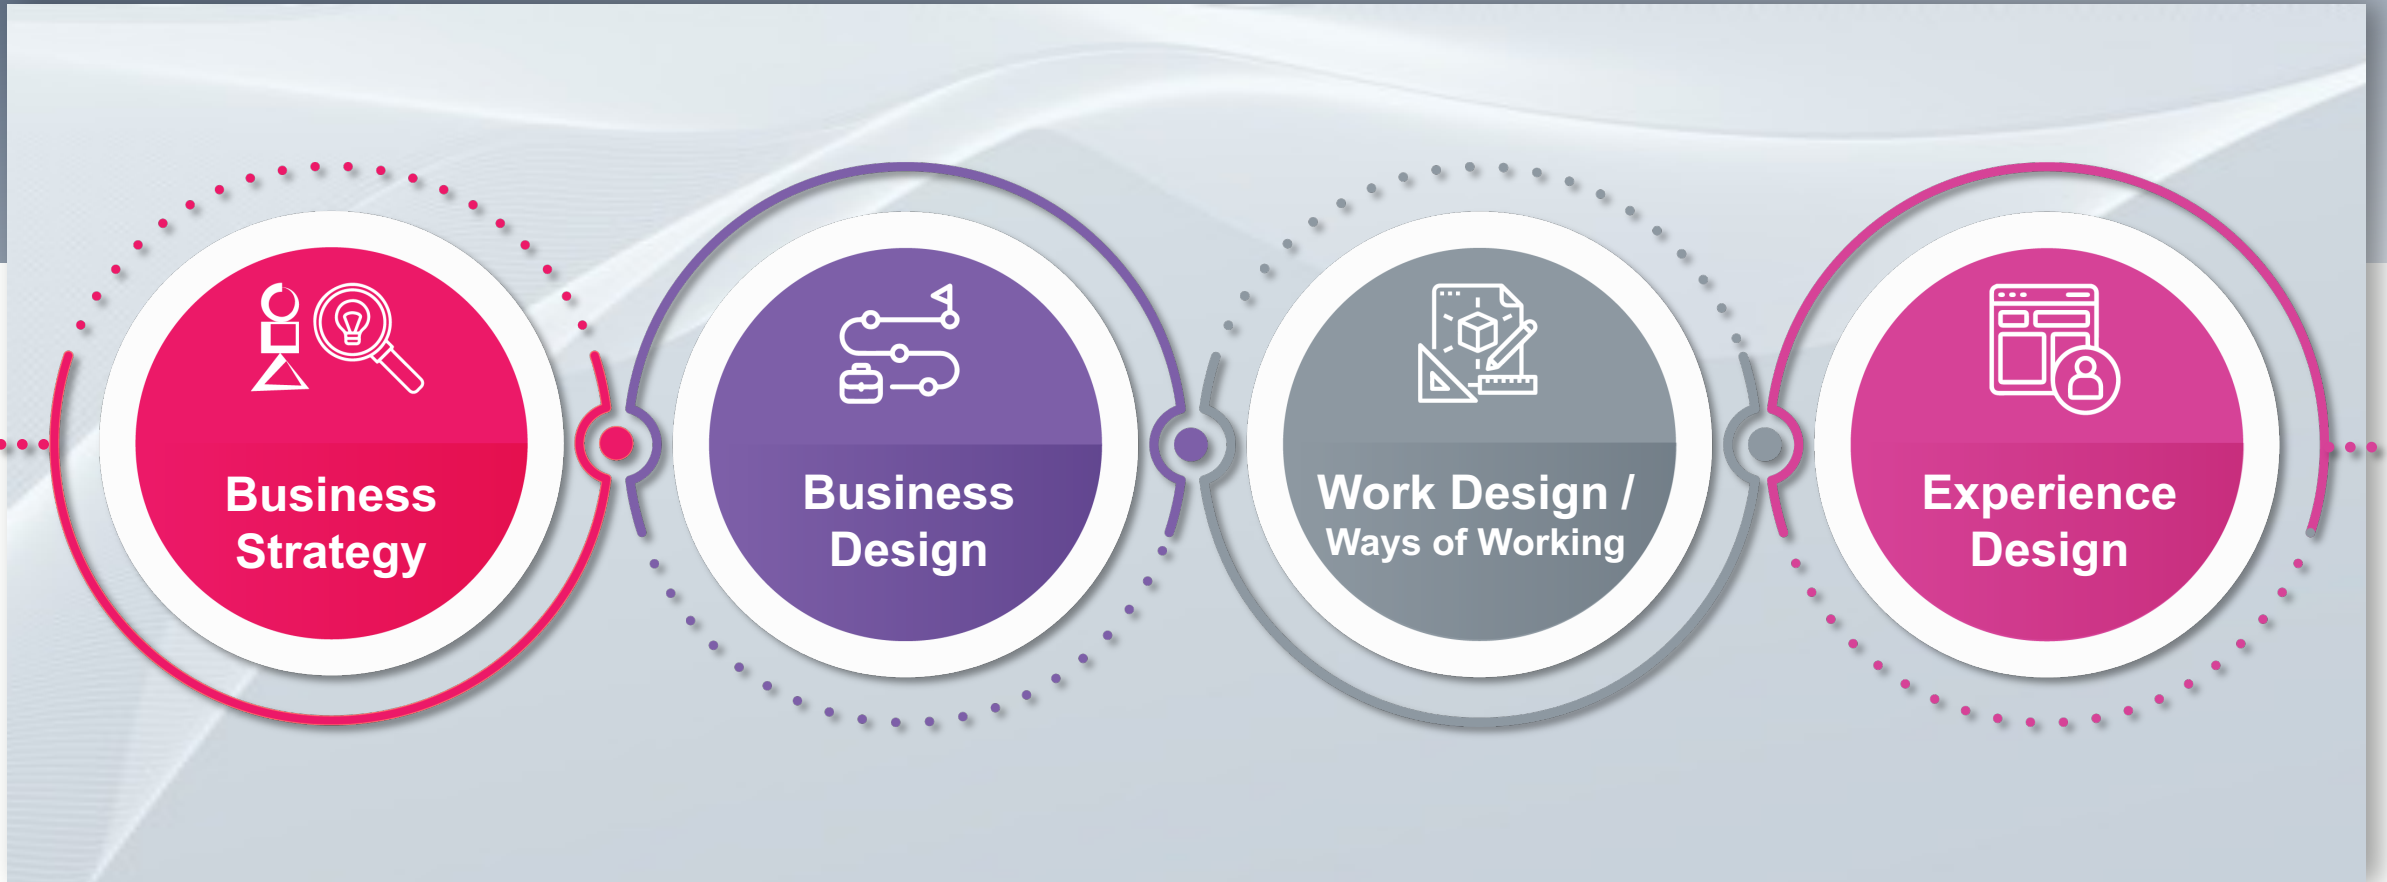 Business
Strategy
Business
Design
Work Design /
Ways of Working
Experience
Design